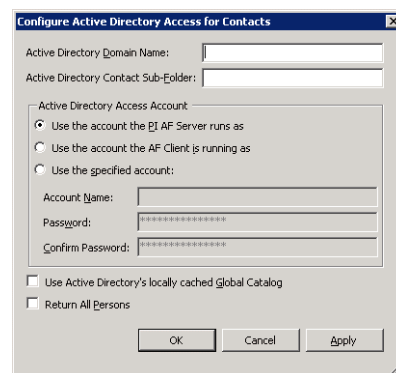 Configure Active Directory Access for Contacts
Active Directory Domain Name:
Active Directory Contact Sub-Folder:
Active Directory Access Account
Use the account the PI AF Server runs as
Use the account the AF Client is running as
Use the specified account:
Account Name:
Password: ***************
Confirm Password: ***************
Use Active Directory's locally cached Global Catalog
Return All Persons
OK Cancel Apply